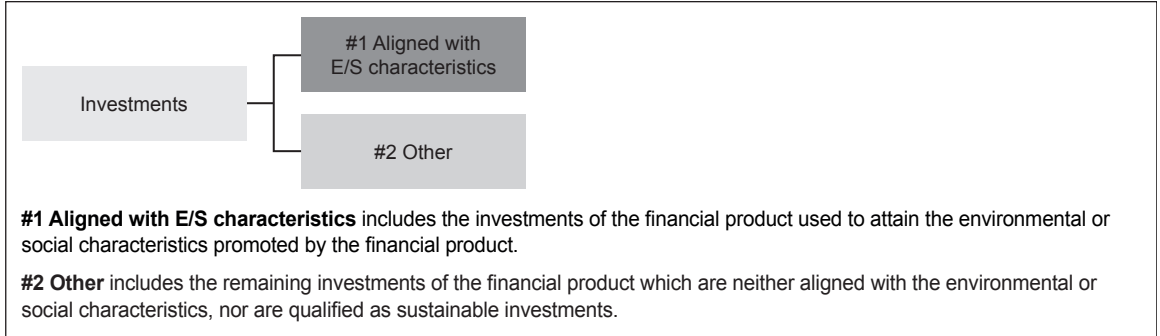 #1 Aligned with
E/S characteristics
Investments
#2 Other
#1 Aligned with E/S characteristics includes the investments of the financial product used to attain the environmental or
social characteristics promoted by the financial product.
#2 Other includes the remaining investments of the financial product which are neither aligned with the environmental or
social characteristics, nor are qualified as sustainable investments.